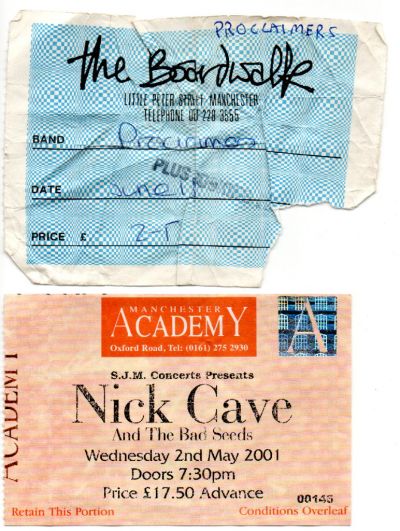 PROCLAIMERS
the Boardwalk
LITTLE PETER STREET MANCHESTER
TELEPHONE 061 228 3555
BAND Proclaimers
PLUS
DATE June
PRICE £
MANCHESTER
ACADEMY
Oxford Road, Tel: (0161) 275 2930
A
ACADEMY
S.J.M. Concerts Presents
Nick Cave
And The Bad Seeds
Wednesday 2nd May 2001
Doors 7:30pm
Price £17.50 Advance
00145
Retain This Portion
Conditions Overleaf